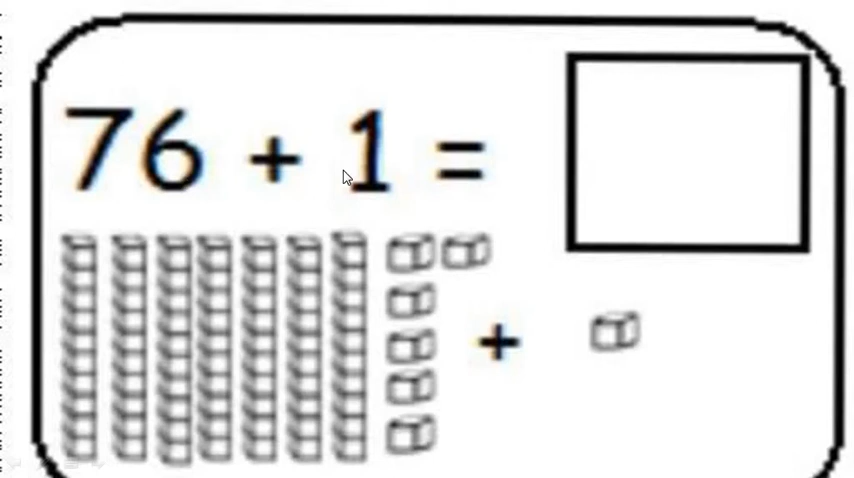 76 + 1 =
+